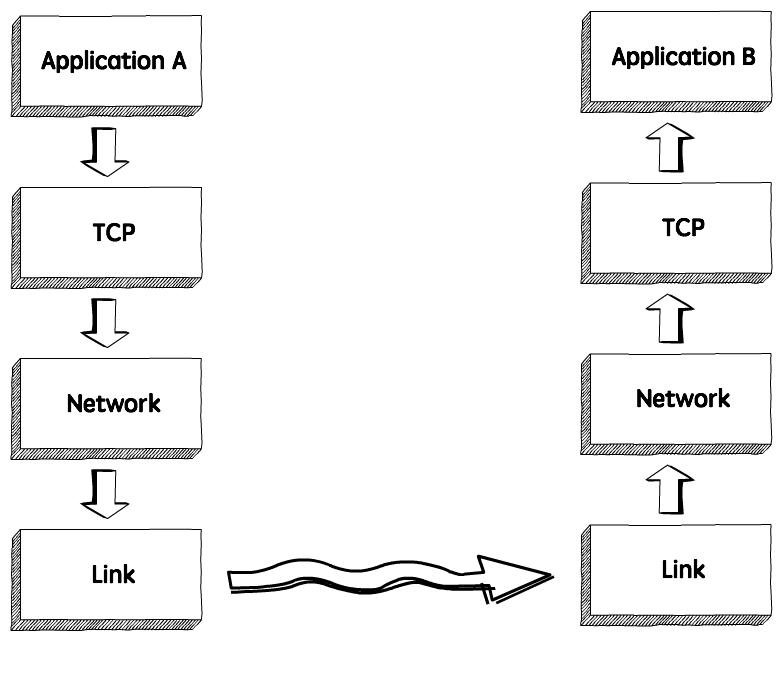 Application A
TCP
Network
Link
Application B
TCP
Network
Link